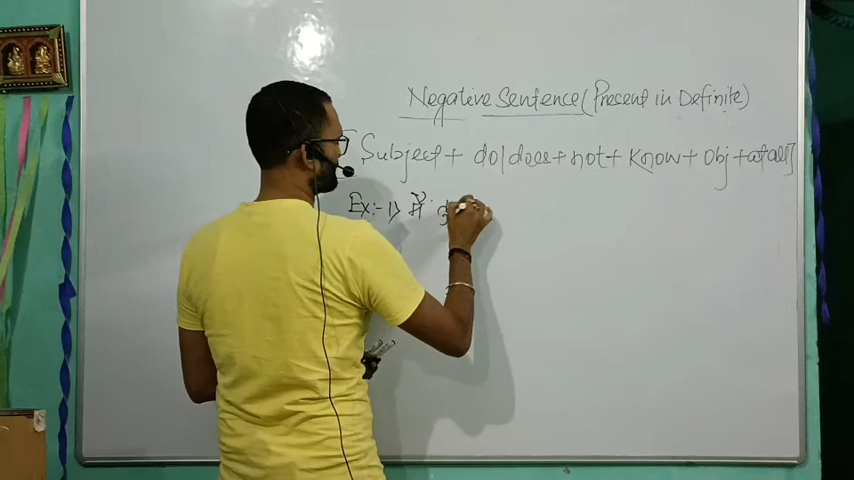 Negative Sentence (Present in Definite)
Subject + do/does + not + Know + Obj + at all]
Ex:- 1) मैं